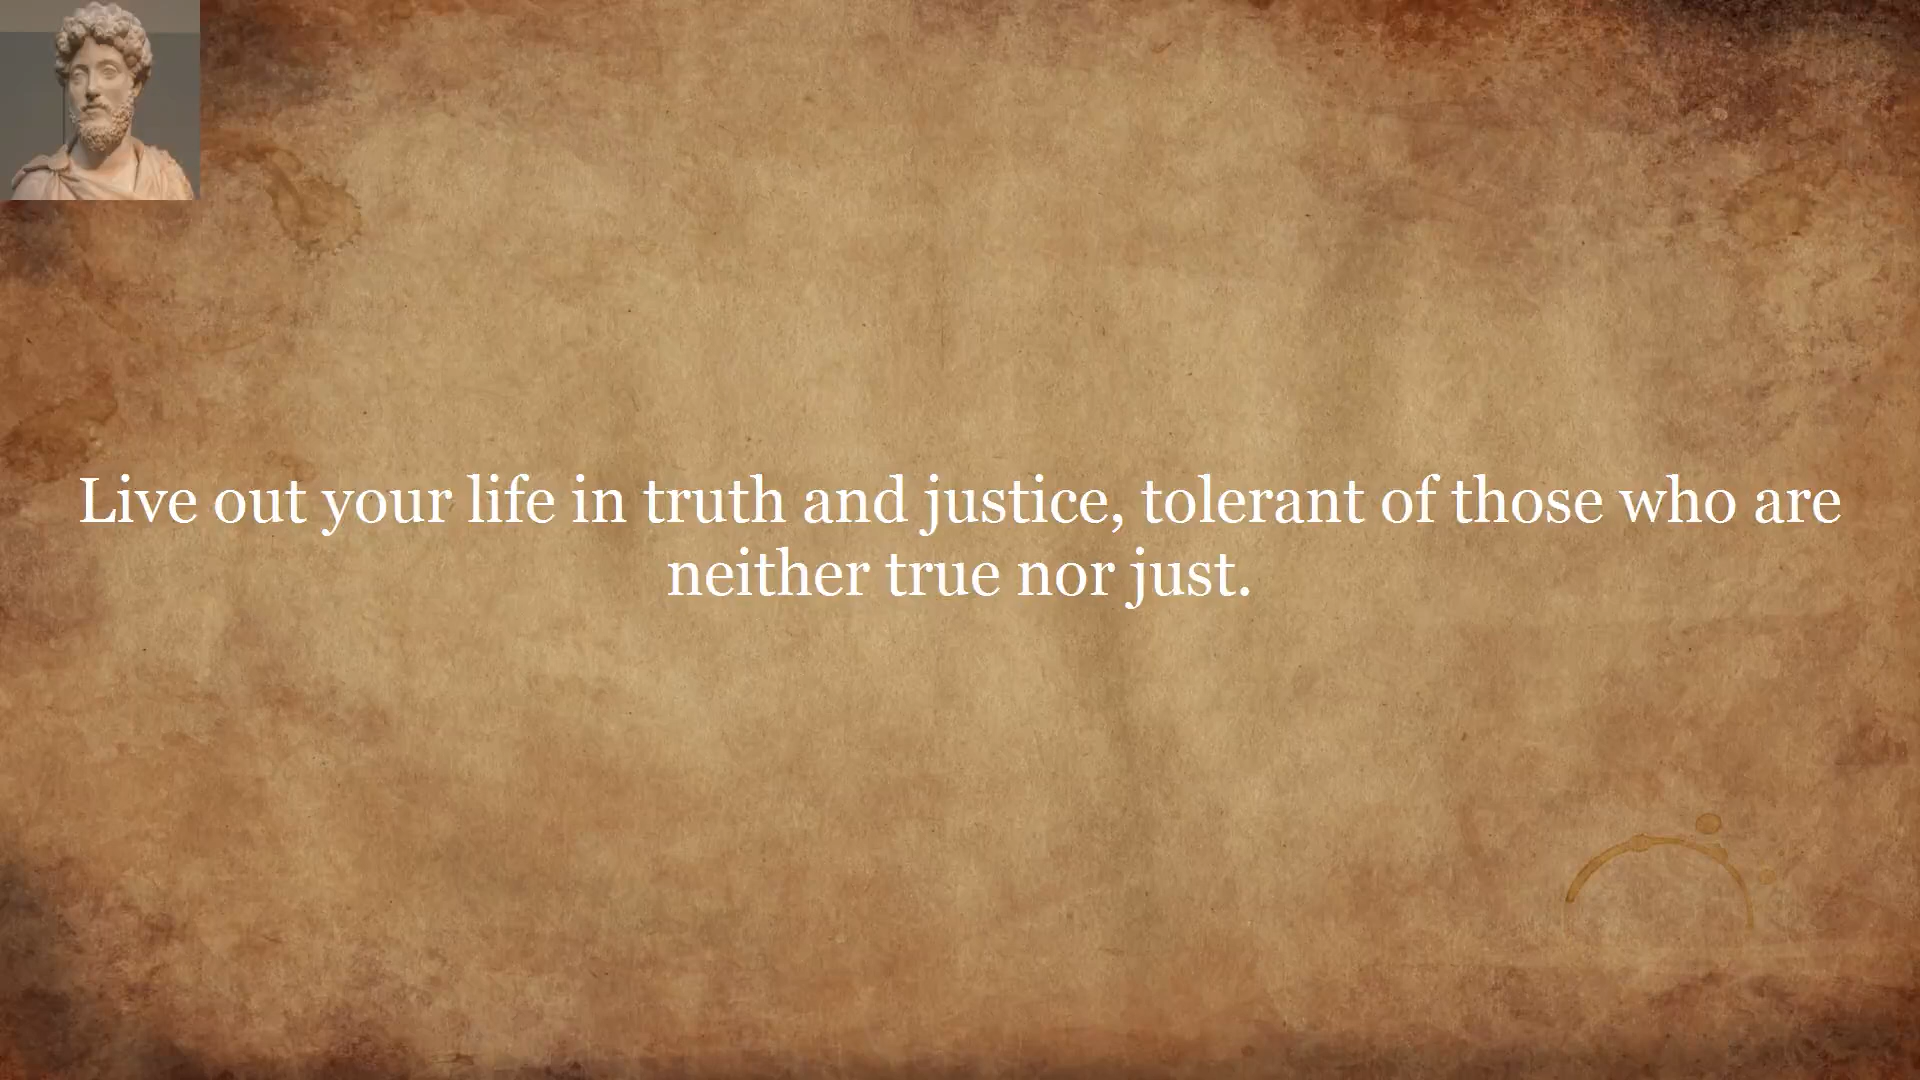 Live out your life in truth and justice, tolerant of those who are
neither true nor just.